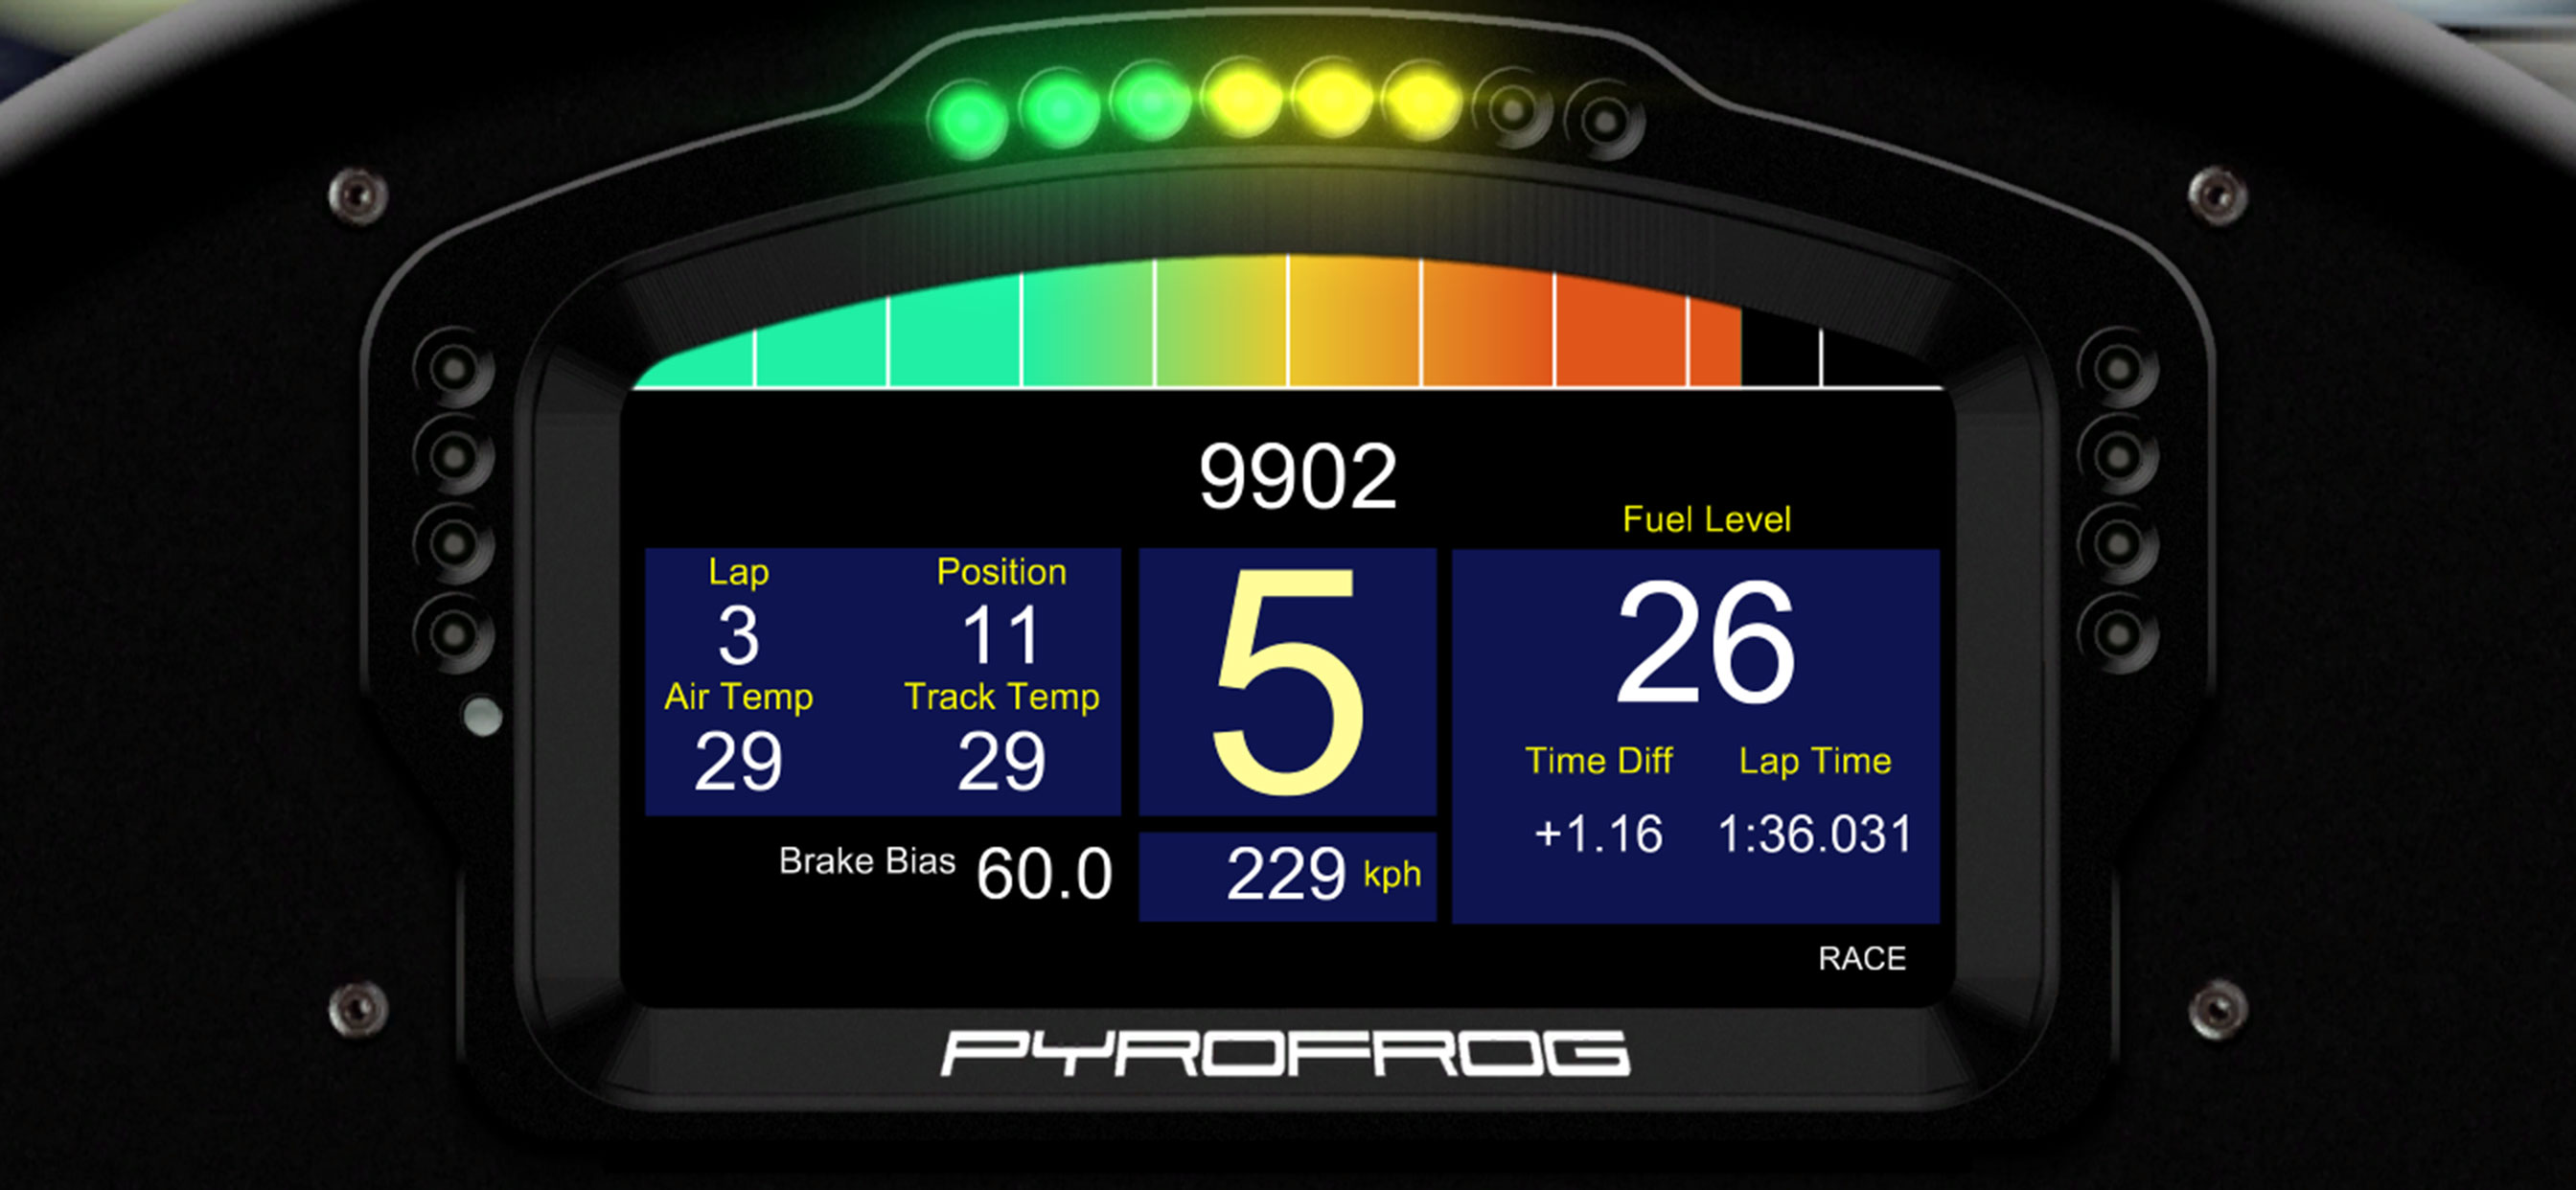 9902
Fuel Level
Lap Position
3 11
Air Temp Track Temp
29 29
5
26
Time Diff Lap Time
+1.16 1:36.031
Brake Bias 60.0
229 kph
RACE
PYROFROG